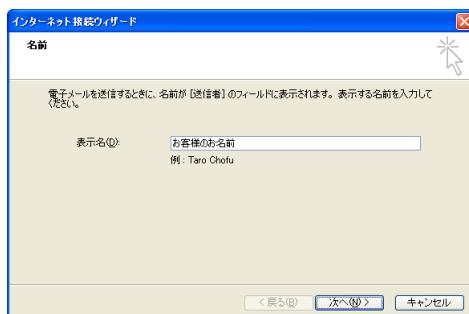 インターネット接続ウィザード
名前
電子メールを送信するときに、名前が [送信者] のフィールドに表示されます。表示する名前を入力して
ください。
表示名(D):
お客様のお名前
例 : Taro Chofu
< 戻る(B)
次へ(N) >
キャンセル